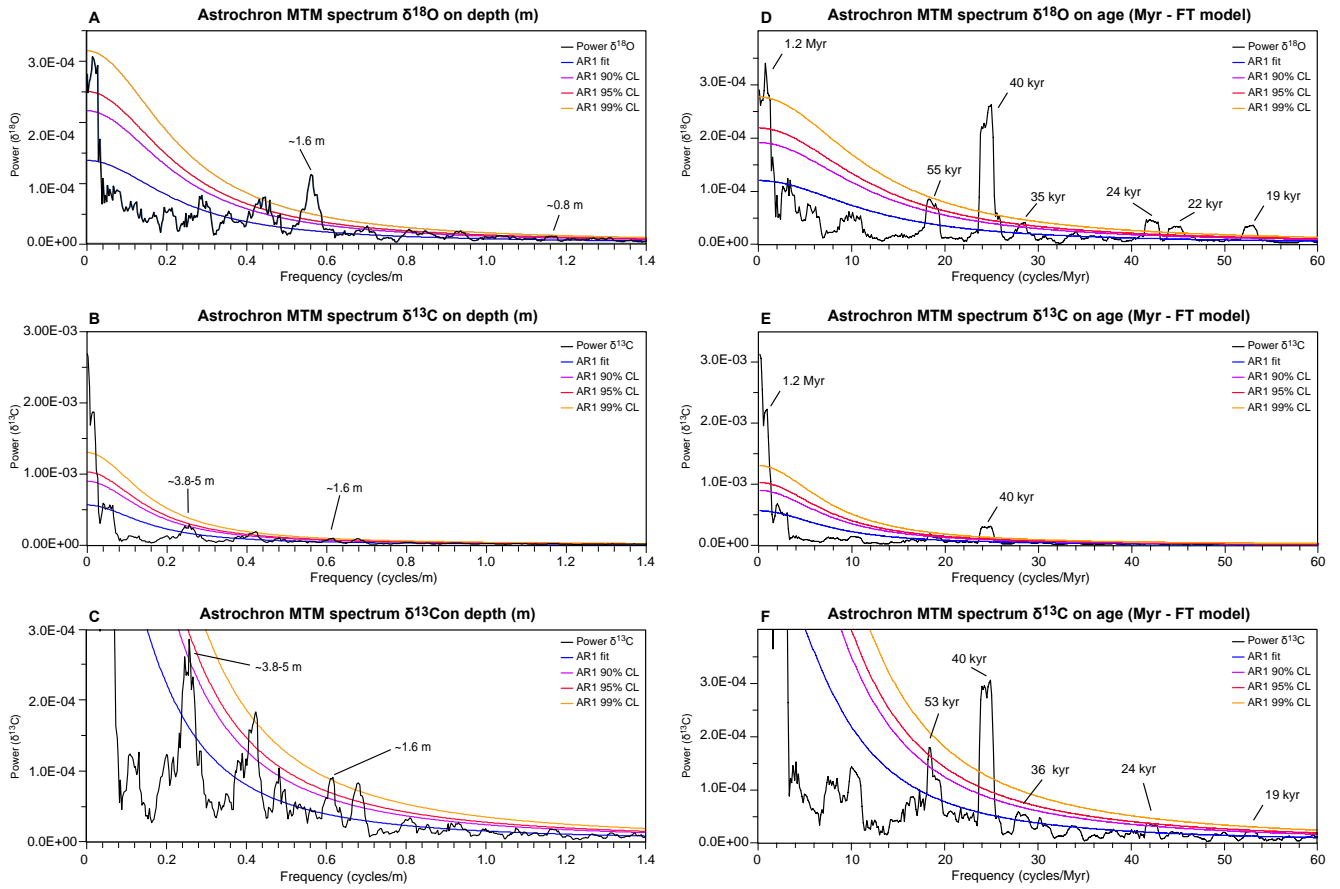 A Astrochron MTM spectrum δ¹⁸O on depth (m)
Power δ¹⁸O
AR1 fit
AR1 90% CL
AR1 95% CL
AR1 99% CL
~1.6 m
~0.8 m
Power (δ¹⁸O)
3.0E-04
2.0E-04
1.0E-04
0.0E+00
0 0.2 0.4 0.6 0.8 1.0 1.2 1.4
Frequency (cycles/m
D Astrochron MTM spectrum δ¹⁸O on age (Myr - FT model)
Power δ¹⁸O
AR1 fit
AR1 90% CL
AR1 95% CL
AR1 99% CL
1.2 Myr
40 kyr
55 kyr
35 kyr
24 kyr
22 kyr
19 kyr
Power (δ¹⁸O)
3.0E-04
2.0E-04
1.0E-04
0.0E+00
0 10 20 30 40 50 60
Frequency (cycles/Myr)
B Astrochron MTM spectrum δ¹³C on depth (m)
Power δ¹³C
AR1 fit
AR1 90% CL
AR1 95% CL
AR1 99% CL
~3.8-5 m
~1.6 m
Power (δ¹³C)
3.00E-03
2.00E-03
1.00E-03
0.00E+00
0 0.2 0.4 0.6 0.8 1.0 1.2 1.4
Frequency (cycles/m)
E Astrochron MTM spectrum δ¹³C on age (Myr - FT model)
Power δ¹³C
AR1 fit
AR1 90% CL
AR1 95% CL
AR1 99% CL
1.2 Myr
40 kyr
Power (δ¹³C)
3.0E-03
2.0E-03
1.0E-03
0.0E+00
0 10 20 30 40 50 60
Frequency (cycles/Myr)
C Astrochron MTM spectrum δ¹³Con depth (m)
Power δ¹³C
AR1 fit
AR1 90% CL
AR1 95% CL
AR1 99% CL
~3.8-5 m
~1.6 m
Power (δ¹³C)
3.0E-04
2.0E-04
1.0E-04
0.0E+00
0 0.2 0.4 0.6 0.8 1.0 1.2 1.4
Frequency (cycles/m)
F Astrochron MTM spectrum δ¹³C on age (Myr - FT model)
Power δ¹³C
AR1 fit
AR1 90% CL
AR1 95% CL
AR1 99% CL
40 kyr
53 kyr
36 kyr
24 kyr
19 kyr
Power (δ¹³C)
3.0E-04
2.0E-04
1.0E-04
0.0E+00
0 10 20 30 40 50 60
Frequency (cycles/Myr)